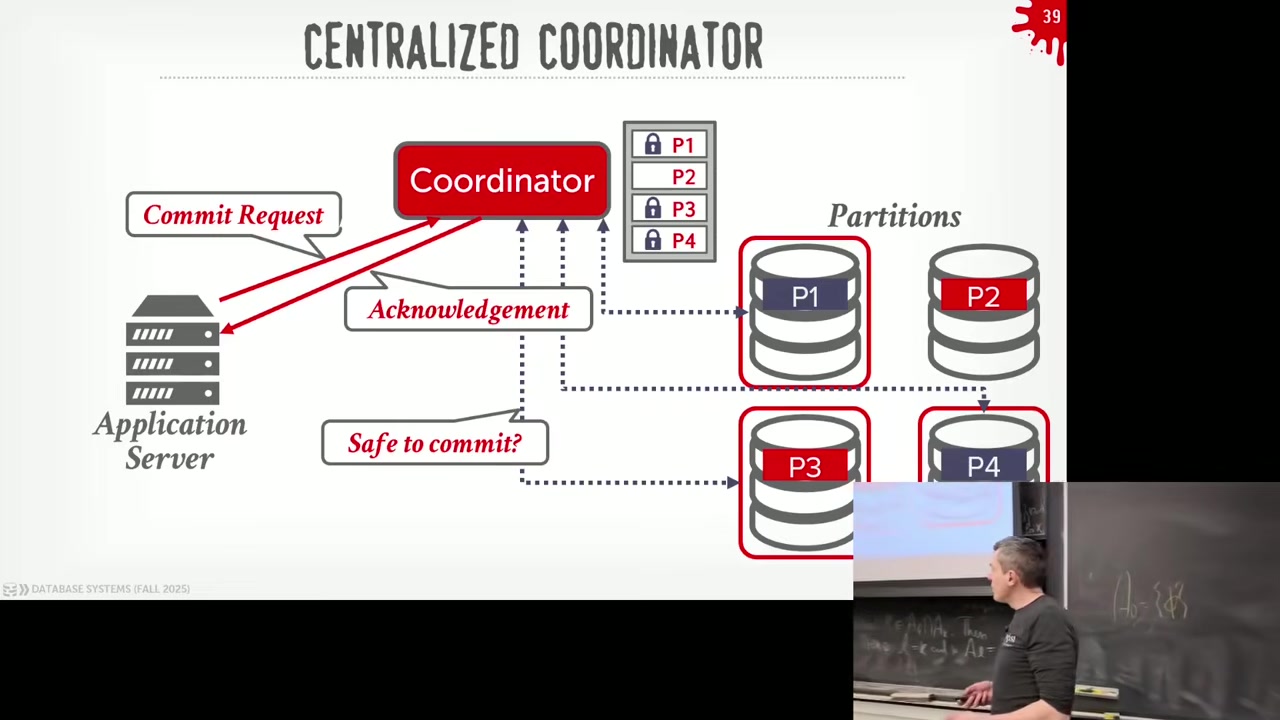 39
CENTRALIZED COORDINATOR
Coordinator
P1
P2
P3
P4
Commit Request
Acknowledgement
Partitions
P1
P2
Application
Server
Safe to commit?
P3
P4
DATABASE SYSTEMS (FALL 2025)